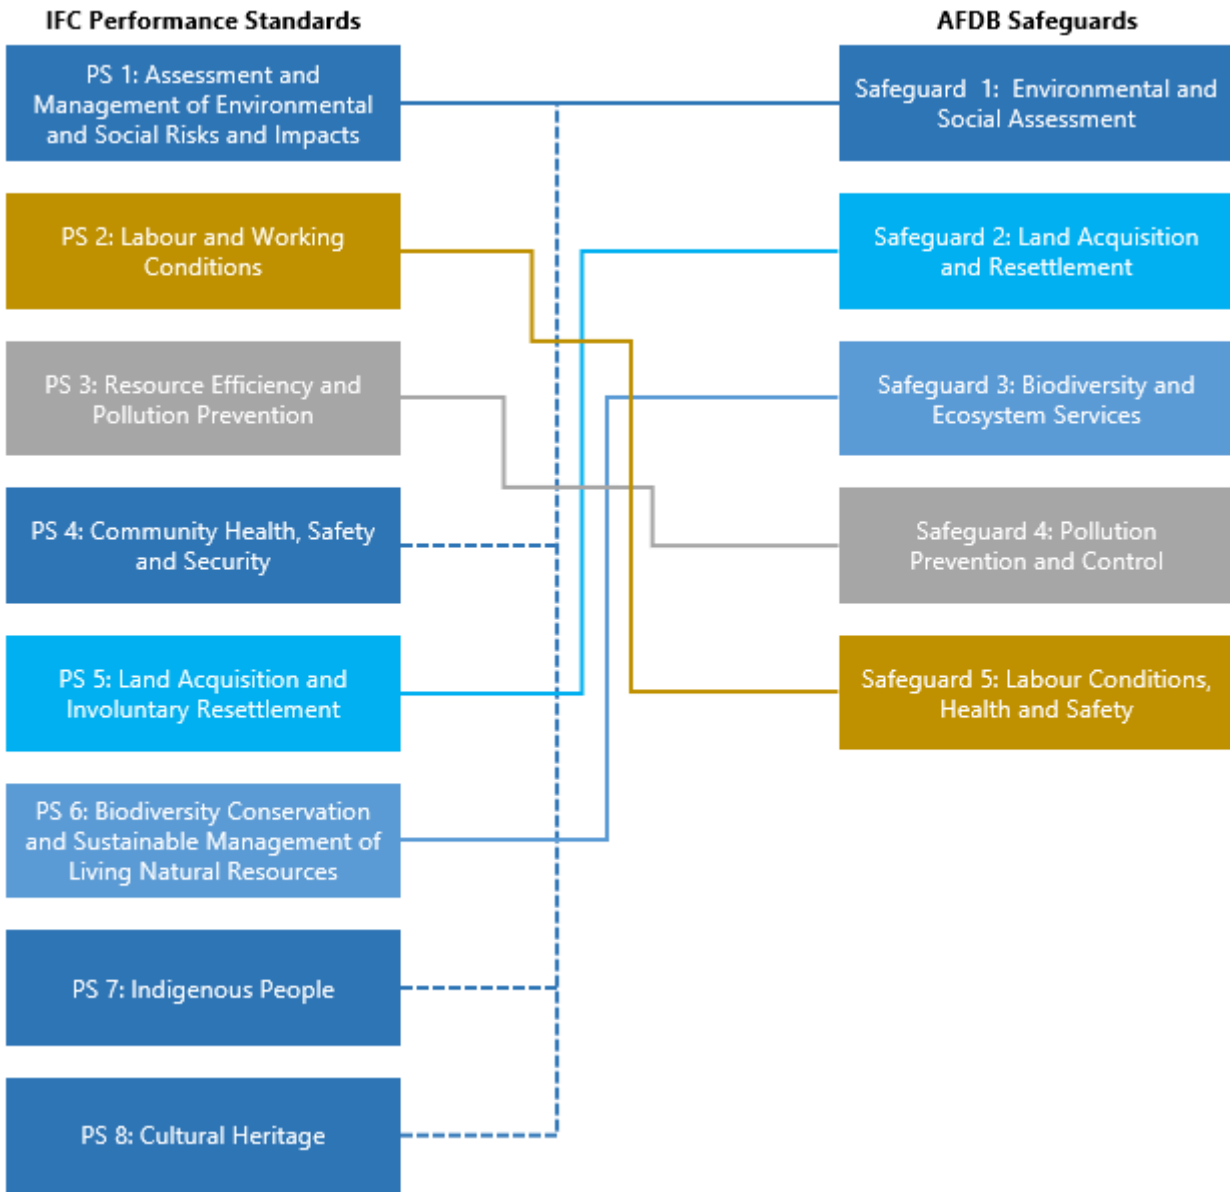 IFC Performance Standards
PS 1: Assessment and
Management of Environmental
and Social Risks and Impacts
PS 2: Labour and Working
Conditions
PS 3: Resource Efficiency and
Pollution Prevention
PS 4: Community Health, Safety
and Security
PS 5: Land Acquisition and
Involuntary Resettlement
PS 6: Biodiversity Conservation
and Sustainable Management of
Living Natural Resources
PS 7: Indigenous People
PS 8: Cultural Heritage
AFDB Safeguards
Safeguard 1: Environmental and
Social Assessment
Safeguard 2: Land Acquisition
and Resettlement
Safeguard 3: Biodiversity and
Ecosystem Services
Safeguard 4: Pollution
Prevention and Control
Safeguard 5: Labour Conditions,
Health and Safety